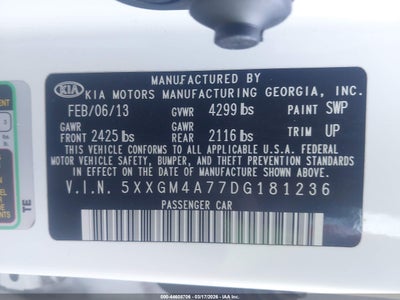 MANUFACTURED BY
KIA KIA MOTORS MANUFACTURING GEORGIA, INC.
FEB/06/13 GVWR 4299 lbs PAINT SWP
GAWR FRONT 2425 lbs GAWR REAR 2116 lbs TRIM UP
THIS VEHICLE CONFORMS TO ALL APPLICABLE U.S.A. FEDERAL
MOTOR VEHICLE SAFETY, BUMPER, AND THEFT PREVENTION STANDARDS
IN EFFECT ON THE DATE OF MANUFACTURE SHOWN ABOVE.
V.I.N. 5XXGM4A77DG181236
PASSENGER CAR
TE
000-44608706 - 03/17/2026 - IAA Inc.